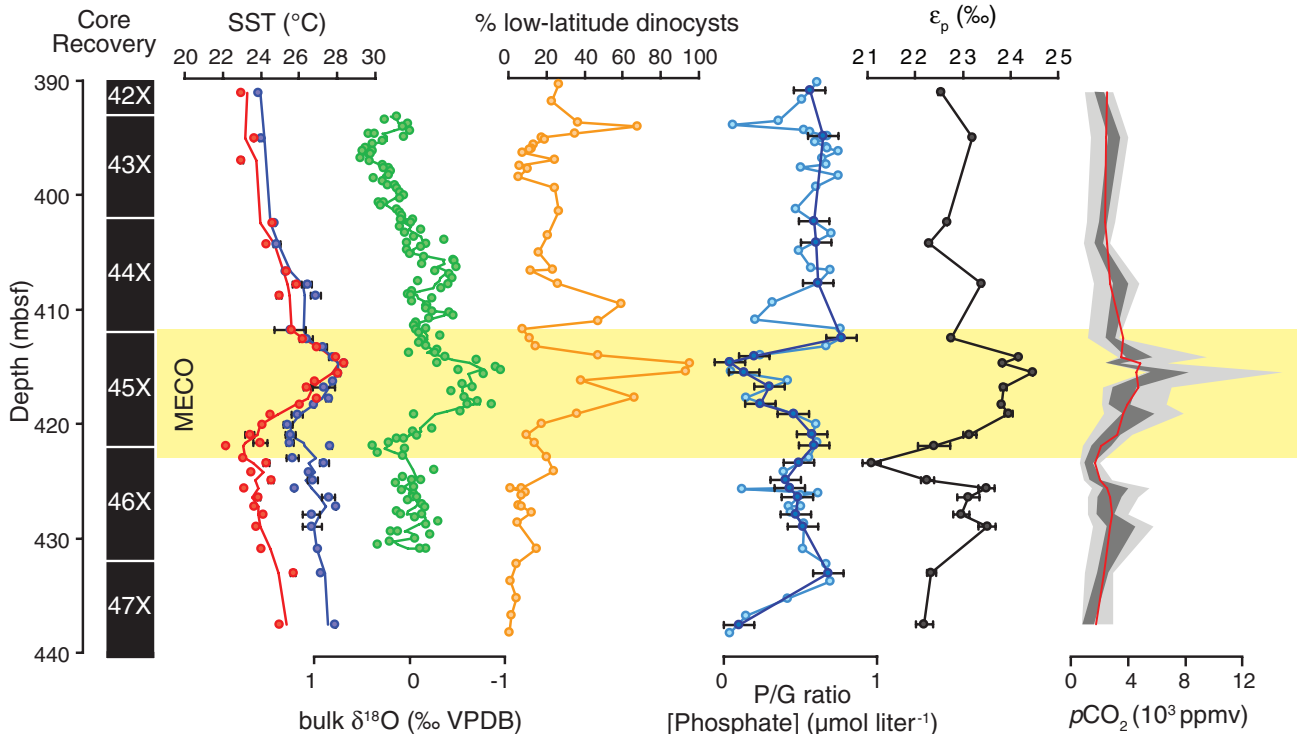 Core
Recovery
SST (°C)
% low-latitude dinocysts
εp (‰)
20 22 24 26 28 30
0 20 40 60 80 100
21 22 23 24 25
390
400
410
420
430
440
Depth (mbsf)
42X
43X
44X
45X
46X
47X
MECO
1 0 -1
bulk δ¹⁸O (‰ VPDB)
0 1
P/G ratio
[Phosphate] (µmol liter⁻¹)
0 4 8 12
pCO₂ (10³ ppmv)